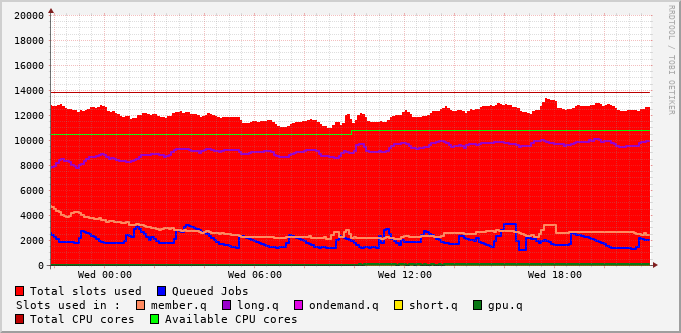 20000
18000
16000
14000
12000
10000
8000
6000
4000
2000
0
Wed 00:00 Wed 06:00 Wed 12:00 Wed 18:00
RRDTOOL / TOBI OETIKER
Total slots used Queued Jobs
Slots used in : member.q long.q ondemand.q short.q gpu.q
Total CPU cores Available CPU cores